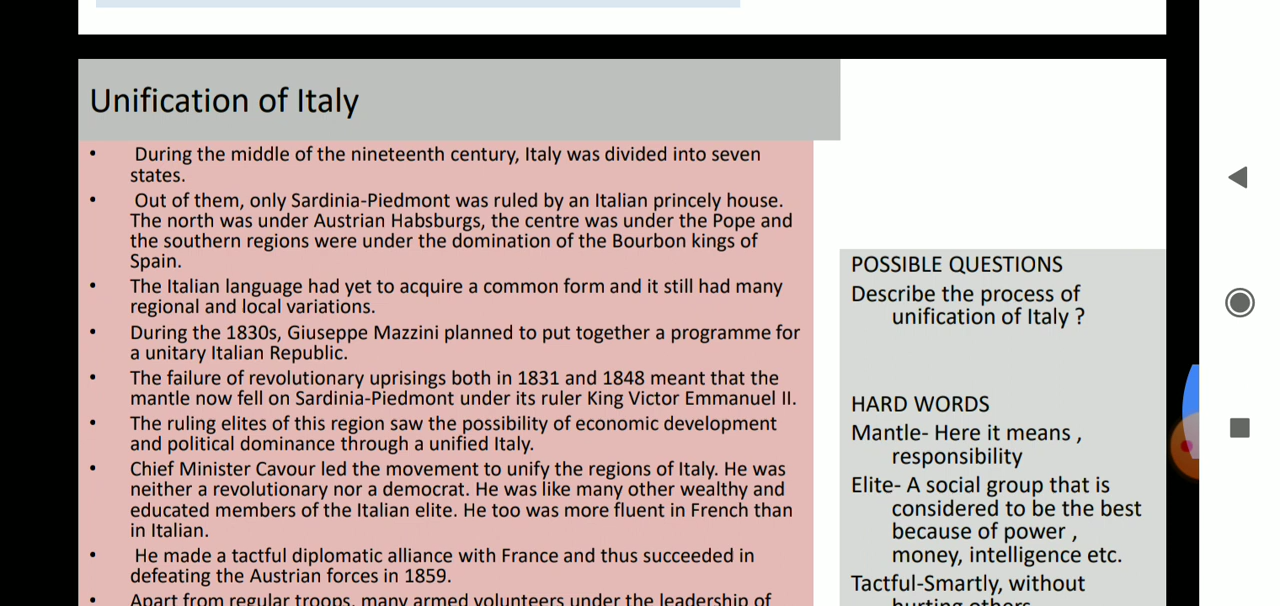 Unification of Italy
• During the middle of the nineteenth century, Italy was divided into seven
states.
• Out of them, only Sardinia-Piedmont was ruled by an Italian princely house.
The north was under Austrian Habsburgs, the centre was under the Pope and
the southern regions were under the domination of the Bourbon kings of
Spain.
• The Italian language had yet to acquire a common form and it still had many
regional and local variations.
• During the 1830s, Giuseppe Mazzini planned to put together a programme for
a unitary Italian Republic.
• The failure of revolutionary uprisings both in 1831 and 1848 meant that the
mantle now fell on Sardinia-Piedmont under its ruler King Victor Emmanuel II.
• The ruling elites of this region saw the possibility of economic development
and political dominance through a unified Italy.
• Chief Minister Cavour led the movement to unify the regions of Italy. He was
neither a revolutionary nor a democrat. He was like many other wealthy and
educated members of the Italian elite. He too was more fluent in French than
in Italian.
• He made a tactful diplomatic alliance with France and thus succeeded in
defeating the Austrian forces in 1859.
• Apart from regular troops, many armed volunteers under the leadership of
POSSIBLE QUESTIONS
Describe the process of
unification of Italy ?
HARD WORDS
Mantle- Here it means ,
responsibility
Elite- A social group that is
considered to be the best
because of power ,
money, intelligence etc.
Tactful-Smartly, without
hurting others